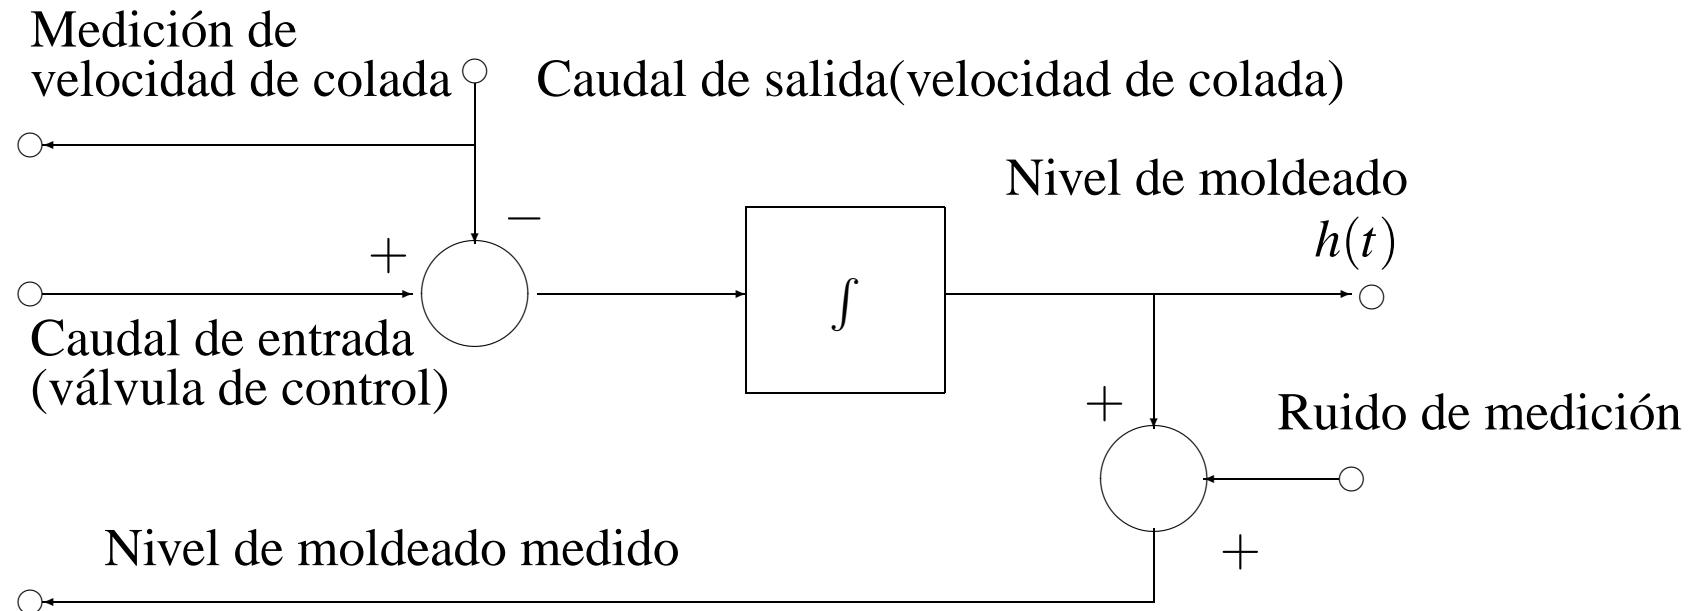 Medición de
velocidad de colada
Caudal de salida(velocidad de colada)
Nivel de moldeado
h(t)
−
+
∫
Caudal de entrada
(válvula de control)
+
Ruido de medición
Nivel de moldeado medido
+